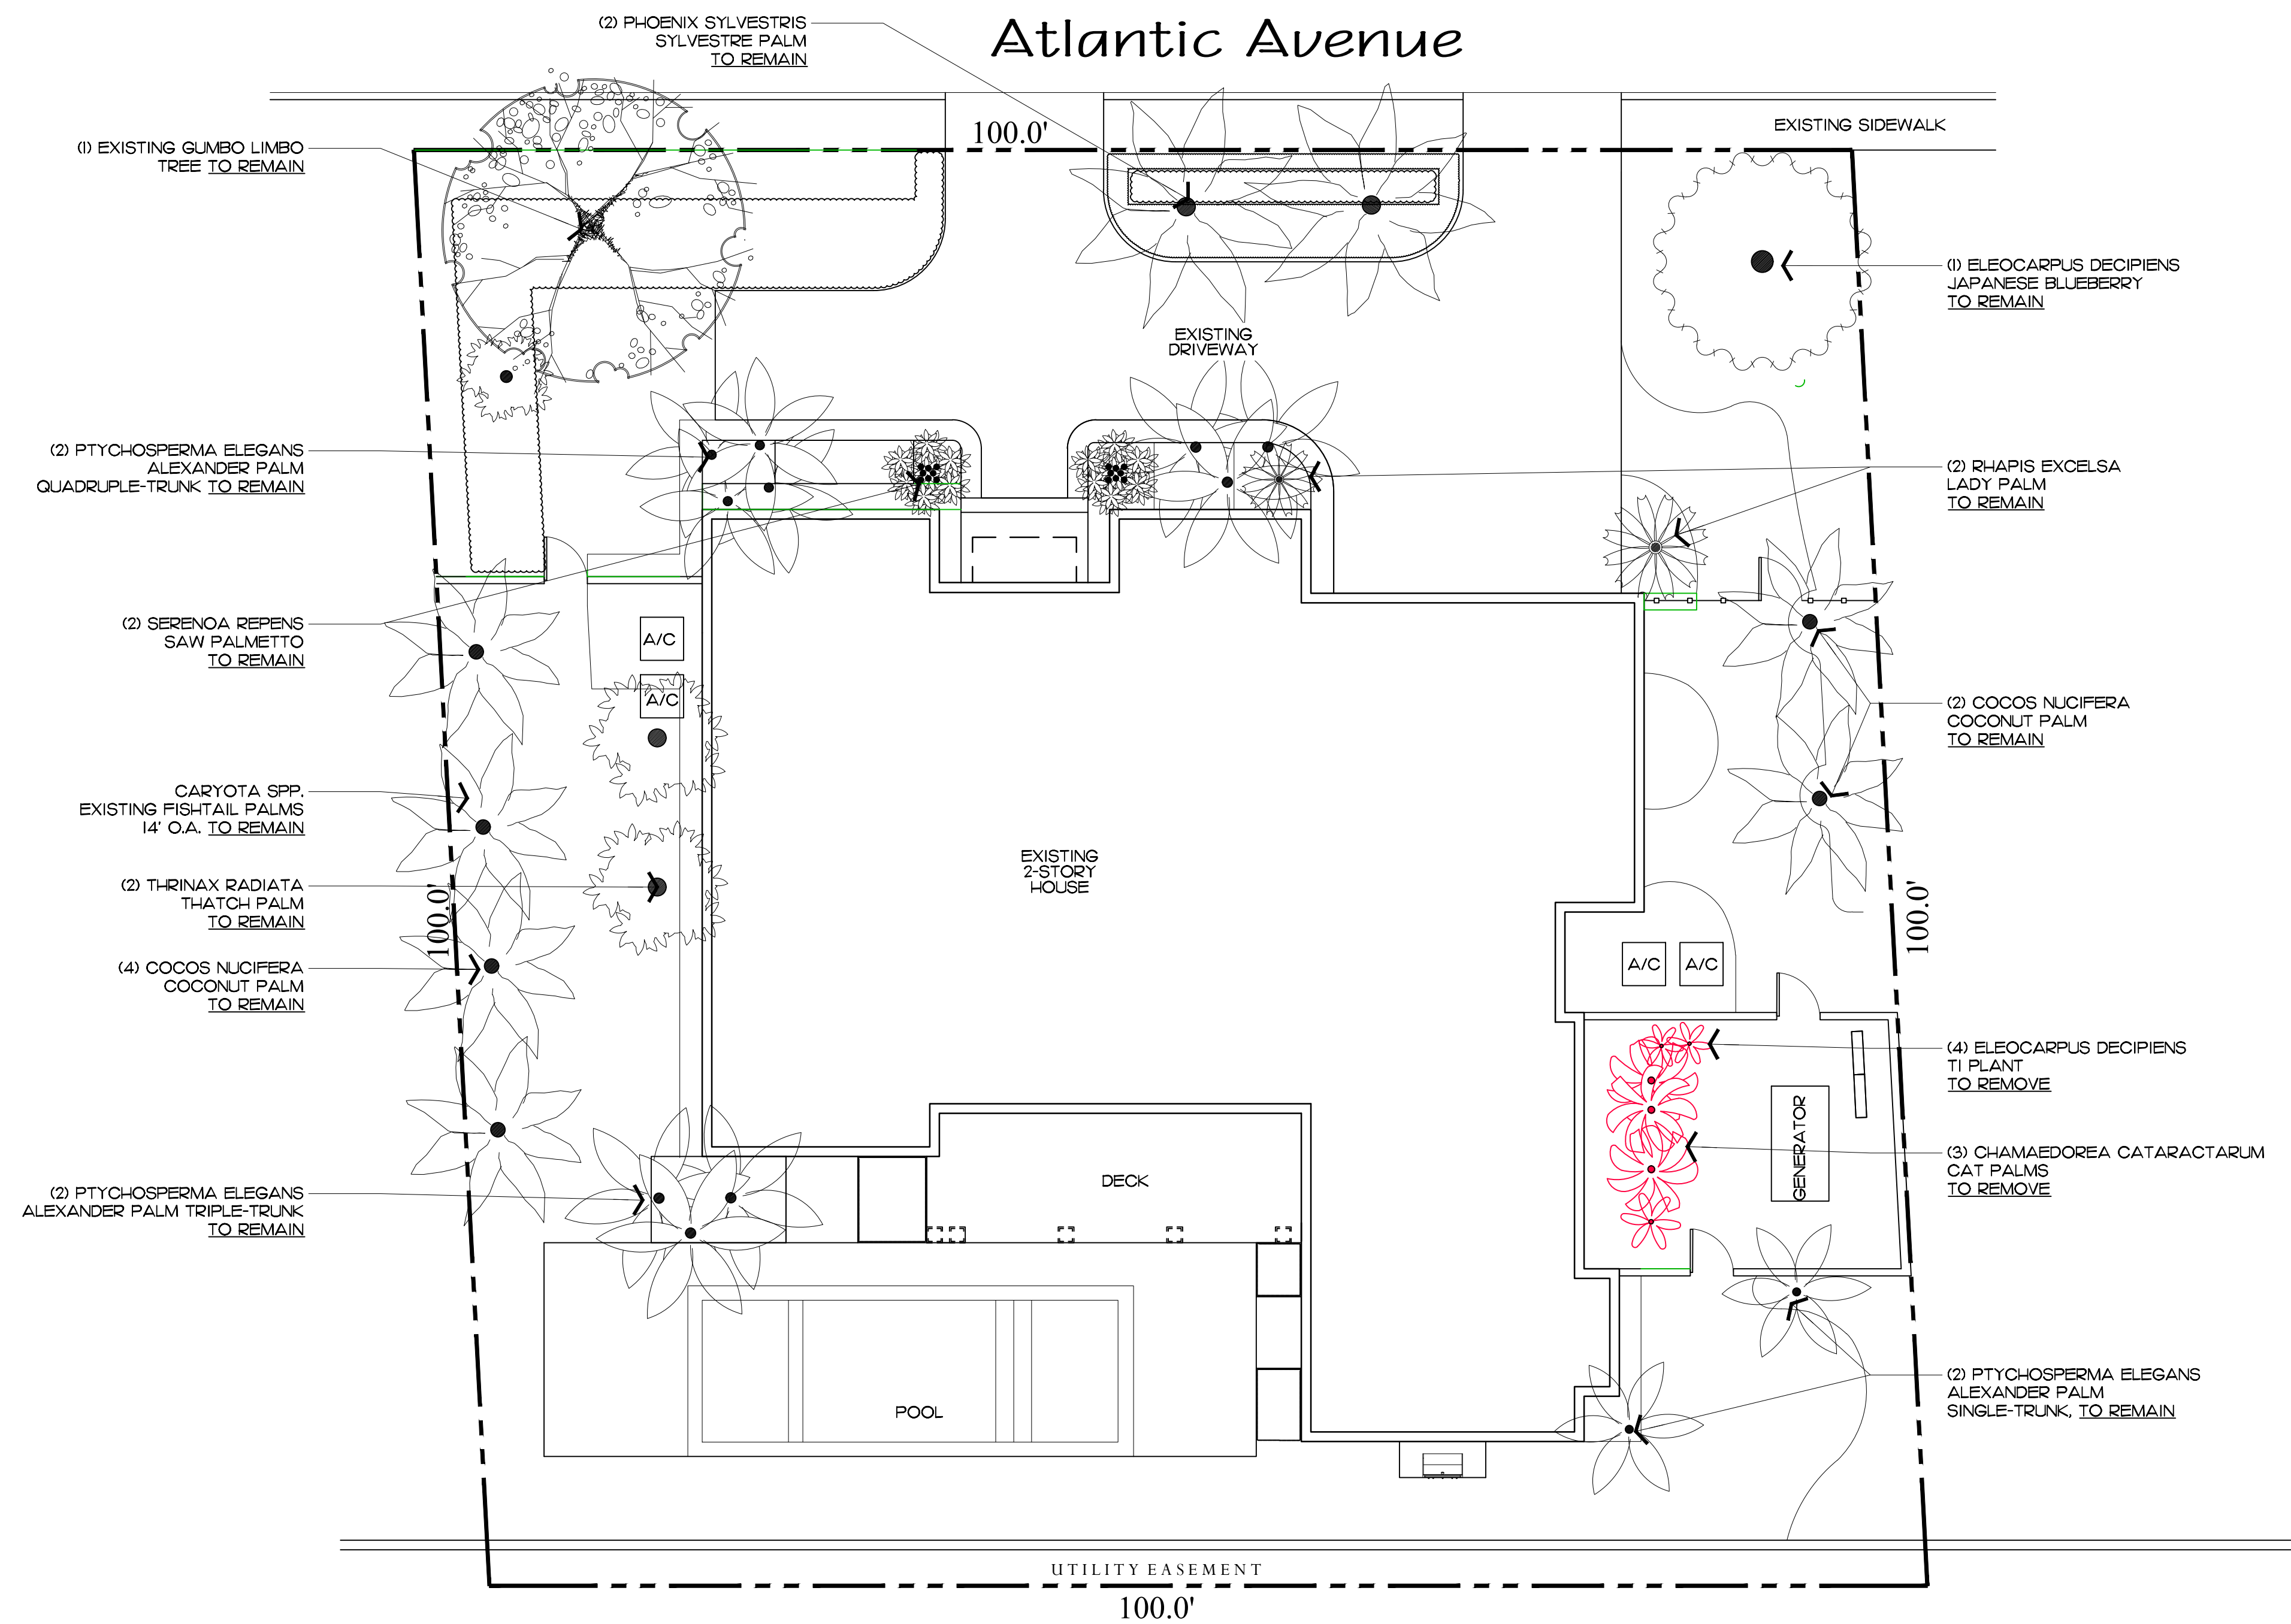 Atlantic Avenue
(2) PHOENIX SYLVESTRIS
SYLVESTRE PALM
TO REMAIN
100.0'
EXISTING SIDEWALK
(1) EXISTING GUMBO LIMBO
TREE TO REMAIN
(1) ELEOCARPUS DECIPIENS
JAPANESE BLUEBERRY
TO REMAIN
EXISTING
DRIVEWAY
(2) PTYCHOSPERMA ELEGANS
ALEXANDER PALM
QUADRUPLE-TRUNK TO REMAIN
(2) RHAPIS EXCELSA
LADY PALM
TO REMAIN
(2) SERENOA REPENS
SAW PALMETTO
TO REMAIN
A/C
A/C
(2) COCOS NUCIFERA
COCONUT PALM
TO REMAIN
CARYOTA SPP.
EXISTING FISHTAIL PALMS
14' O.A. TO REMAIN
EXISTING
2-STORY
HOUSE
(2) THRINAX RADIATA
THATCH PALM
TO REMAIN
100.0'
100.0'
(4) COCOS NUCIFERA
COCONUT PALM
TO REMAIN
A/C
A/C
(4) ELEOCARPUS DECIPIENS
TI PLANT
TO REMOVE
GENERATOR
(3) CHAMAEDOREA CATARACTARUM
CAT PALMS
TO REMOVE
DECK
(2) PTYCHOSPERMA ELEGANS
ALEXANDER PALM TRIPLE-TRUNK
TO REMAIN
(2) PTYCHOSPERMA ELEGANS
ALEXANDER PALM
SINGLE-TRUNK, TO REMAIN
POOL
UTILITY EASEMENT
100.0'